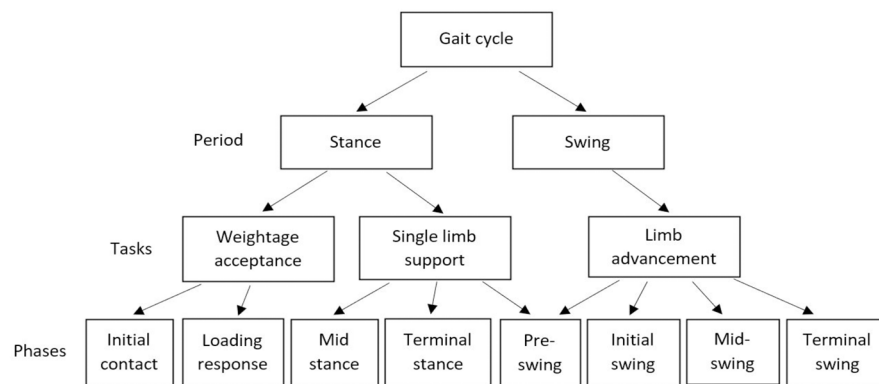 Gait cycle
Period
Stance
Swing
Tasks
Weightage
acceptance
Single limb
support
Limb
advancement
Phases
Initial
contact
Loading
response
Mid
stance
Terminal
stance
Pre-
swing
Initial
swing
Mid-
swing
Terminal
swing